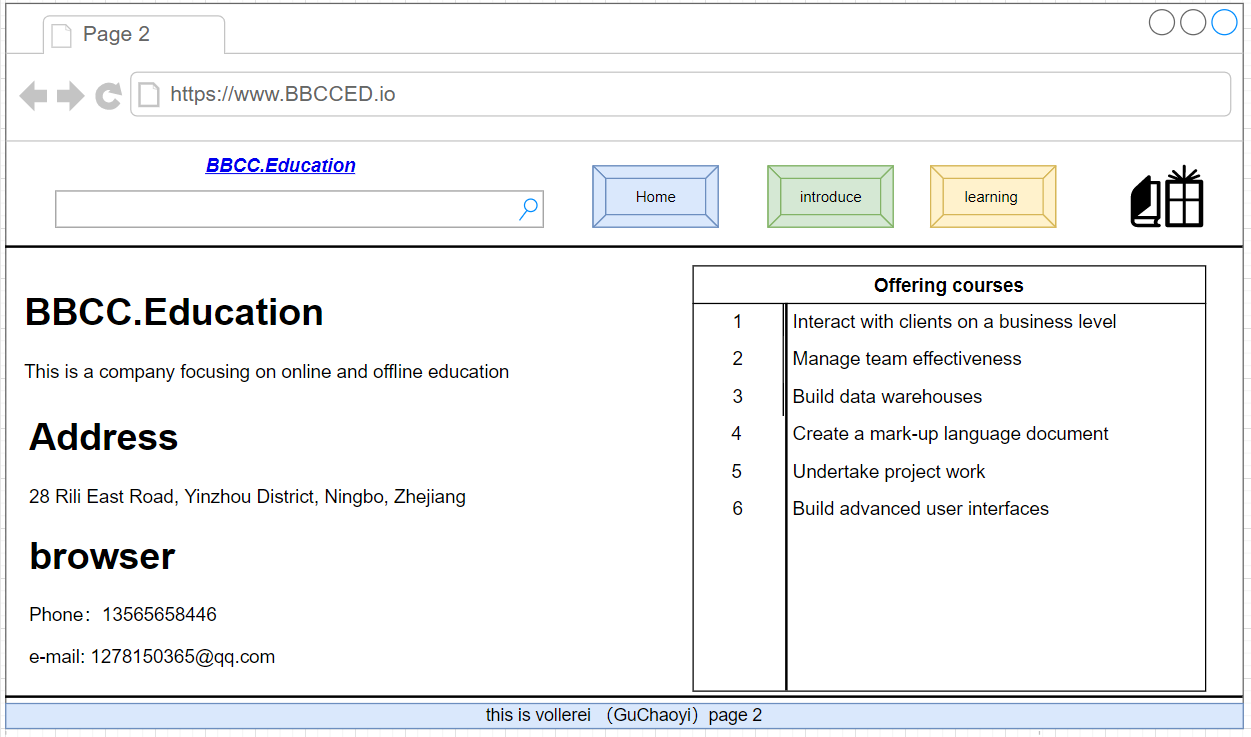 Page 2
https://www.BBCCED.io
BBCC.Education
Home
introduce
learning
BBCC.Education
This is a company focusing on online and offline education
Address
28 Rili East Road, Yinzhou District, Ningbo, Zhejiang
browser
Phone：13565658446
e-mail: 1278150365@qq.com
Offering courses
1 Interact with clients on a business level
2 Manage team effectiveness
3 Build data warehouses
4 Create a mark-up language document
5 Undertake project work
6 Build advanced user interfaces
this is vollerei （GuChaoyi）page 2